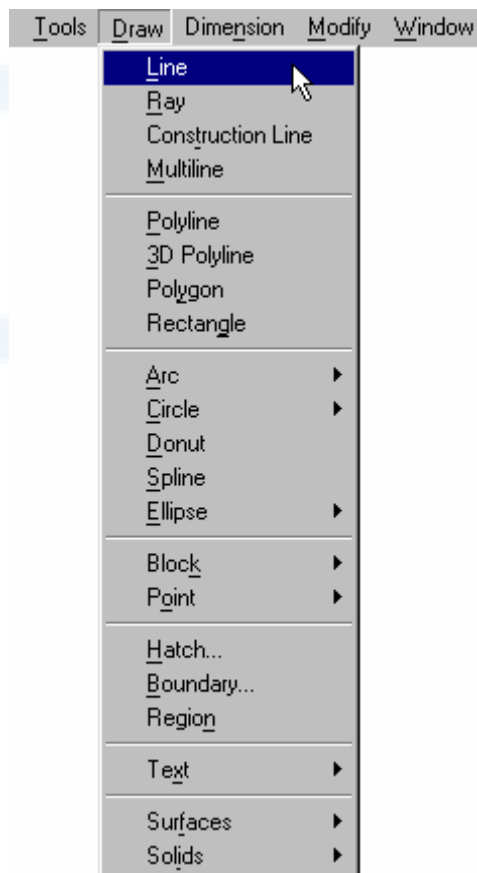 Tools Draw Dimension Modify Window
Line
Ray
Construction Line
Multiline
Polyline
3D Polyline
Polygon
Rectangle
Arc
Circle
Donut
Spline
Ellipse
Block
Point
Hatch...
Boundary...
Region
Text
Surfaces
Solids